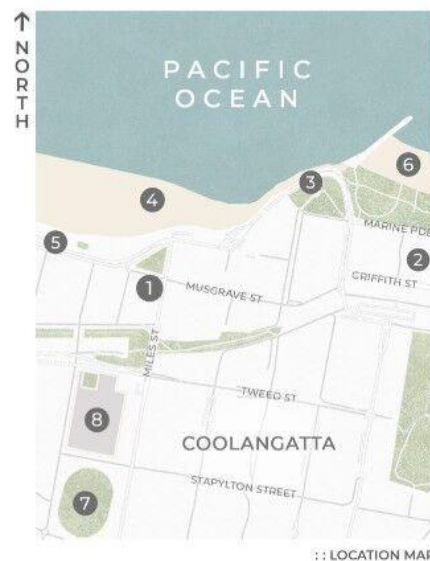 NORTH
PACIFIC
OCEAN
6
3
4
MARINE PDE
5
2
1
GRIFFITH ST
MUSGRAVE ST
MILES ST
TWEED ST
8
COOLANGATTA
STAPYLTON STREET
7
:: LOCATION MAP